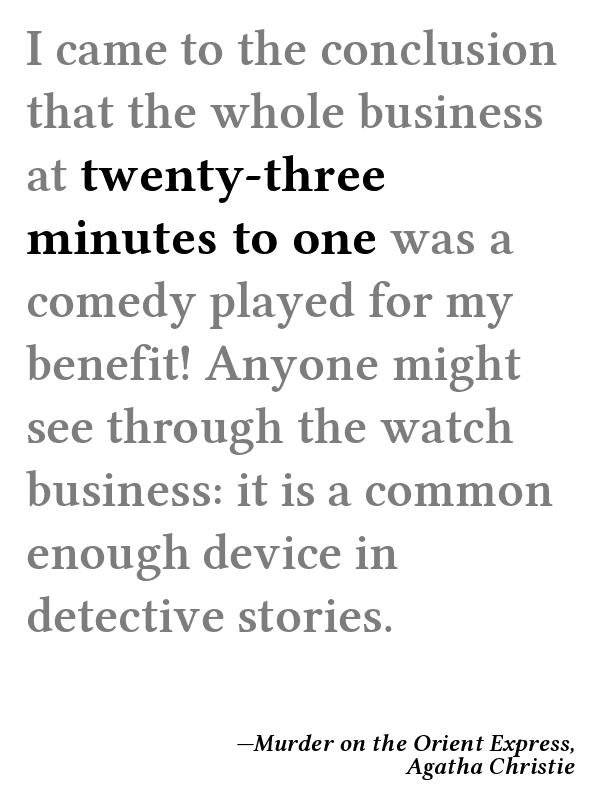 I came to the conclusion
that the whole business
at twenty-three
minutes to one was a
comedy played for my
benefit! Anyone might
see through the watch
business: it is a common
enough device in
detective stories.
—Murder on the Orient Express,
Agatha Christie